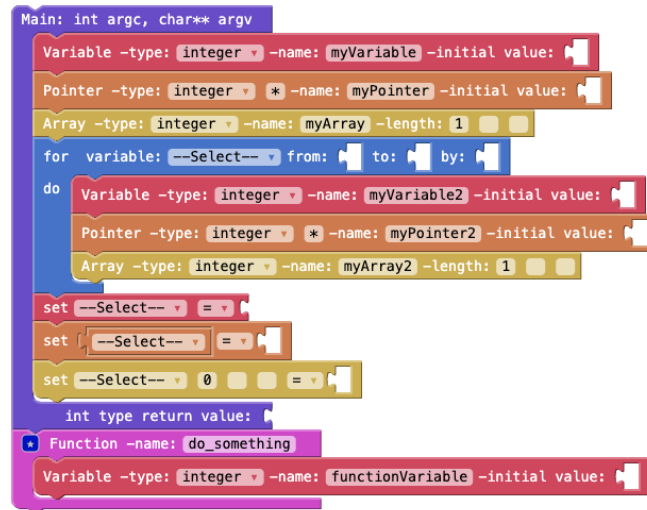 Main: int argc, char** argv
Variable -type: integer -name: myVariable -initial value:
Pointer -type: integer * -name: myPointer -initial value:
Array -type: integer -name: myArray -length: 1
for variable: --Select-- from: to: by:
do Variable -type: integer -name: myVariable2 -initial value:
Pointer -type: integer * -name: myPointer2 -initial value:
Array -type: integer -name: myArray2 -length: 1
set --Select-- =
set --Select-- =
set --Select-- 0 =
int type return value:
Function -name: do_something
Variable -type: integer -name: functionVariable -initial value: